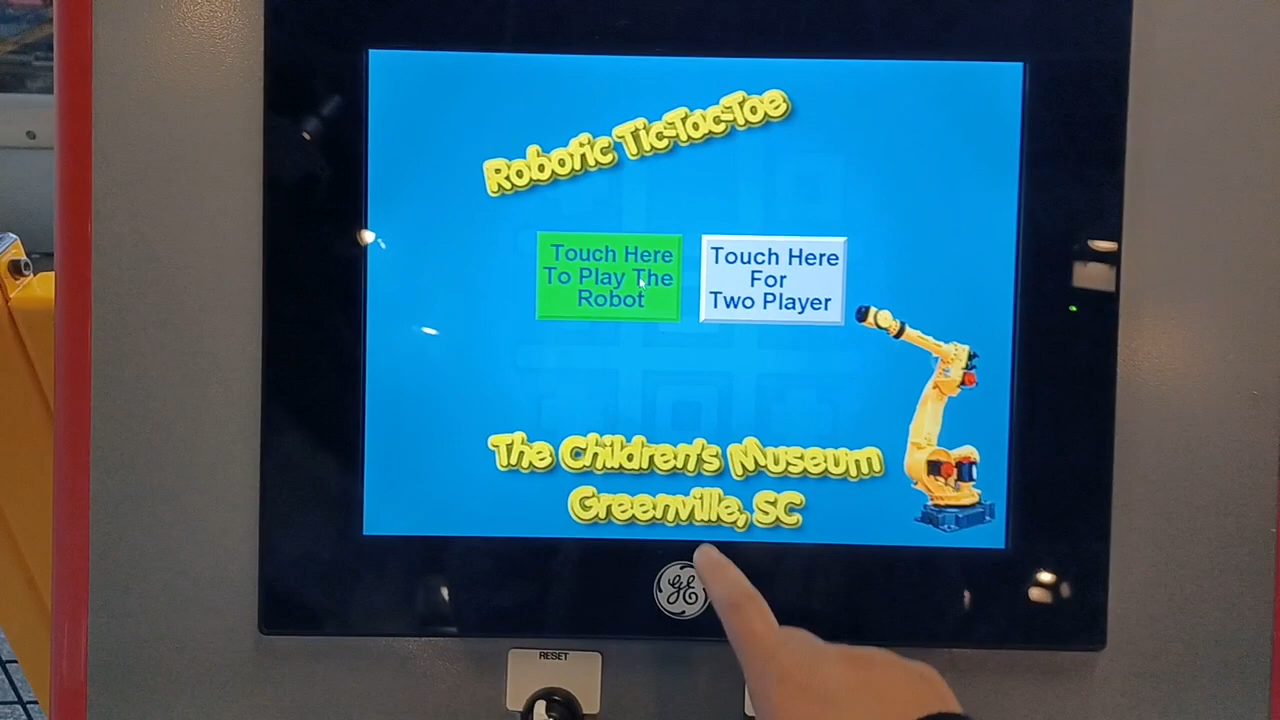 Robotic Tic-Tac-Toe
Touch Here
To Play The
Robot
Touch Here
For
Two Player
The Children's Museum
Greenville, SC
GE
RESET